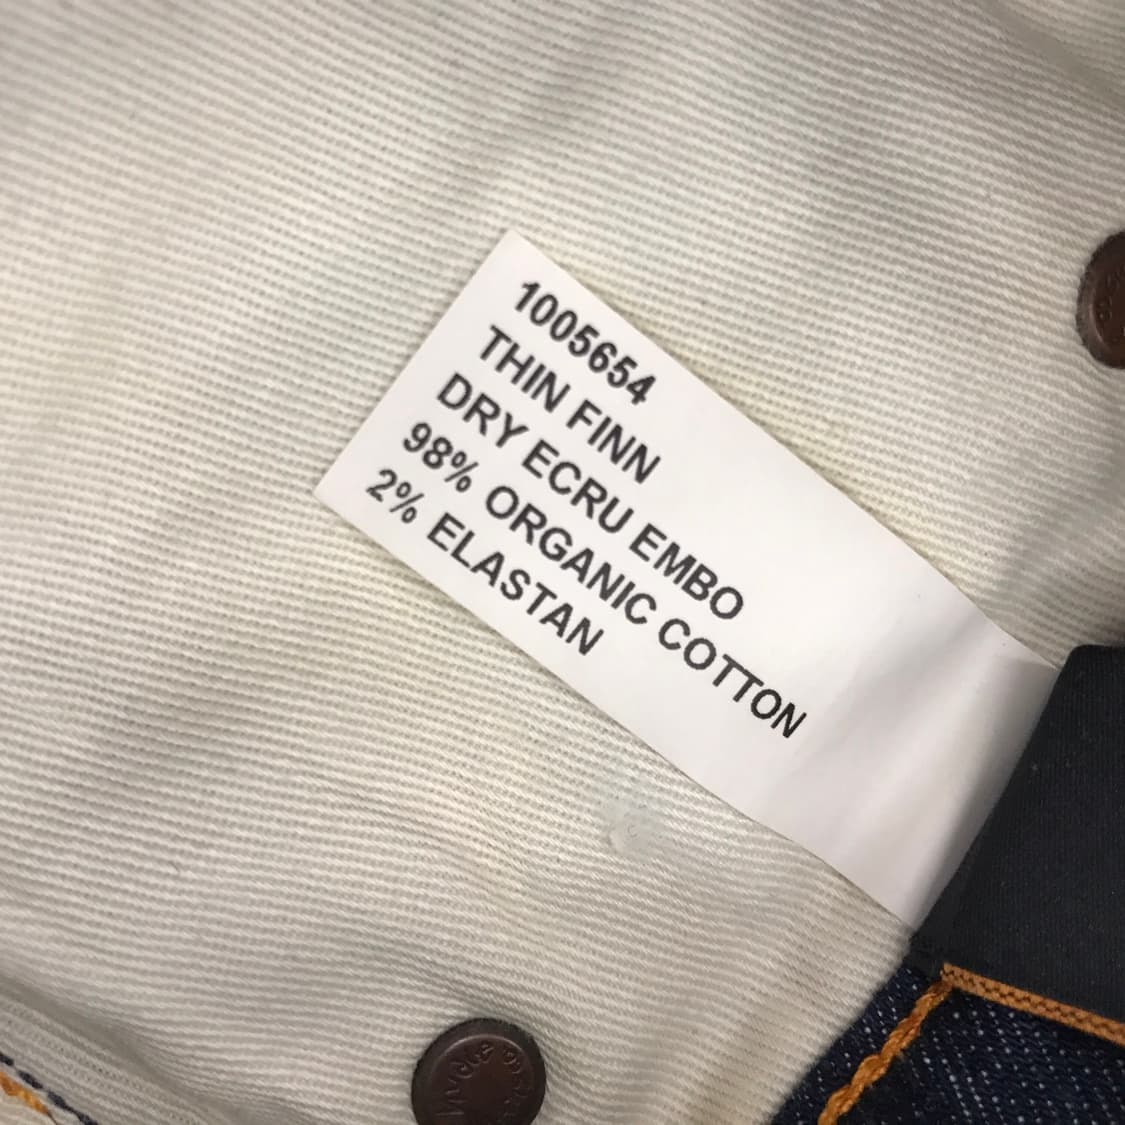 1005654
THIN FINN
DRY ECRU EMBO
98% ORGANIC COTTON
2% ELASTAN